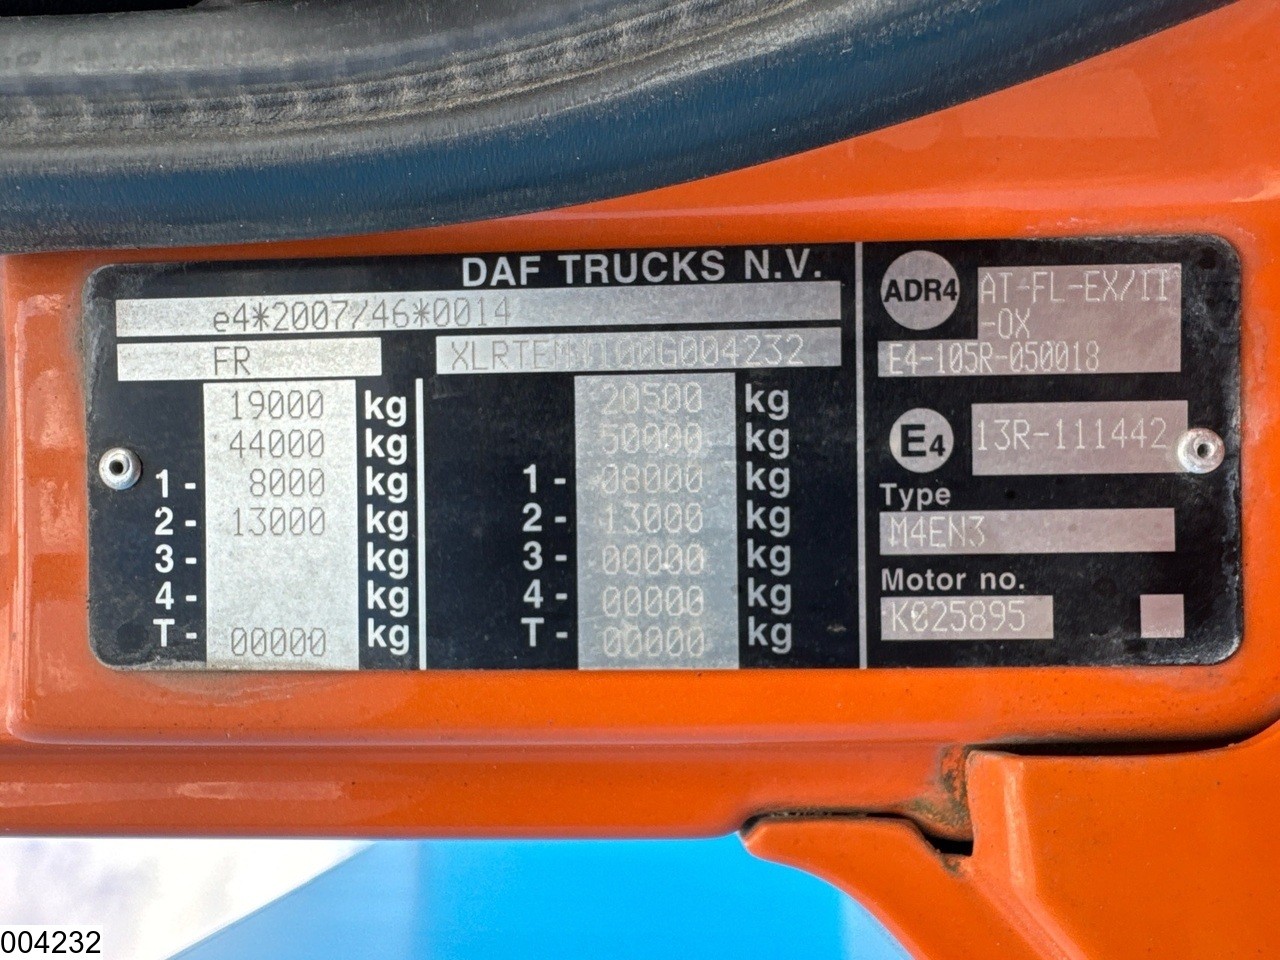 DAF TRUCKS N.V.
e4*2007/46*0014
FR
19000 kg
44000 kg
1 - 8000 kg
2 - 13000 kg
3 - kg
4 - kg
T - 00000 kg
20500 kg
50000 kg
1 - 08000 kg
2 - 13000 kg
3 - 00000 kg
4 - 00000 kg
T - 00000 kg
ADR4 AT-FL-EX/II
-OX
E4-105R-050018
E4 13R-111442
Type
M4EN3
Motor no.
K025895
004232